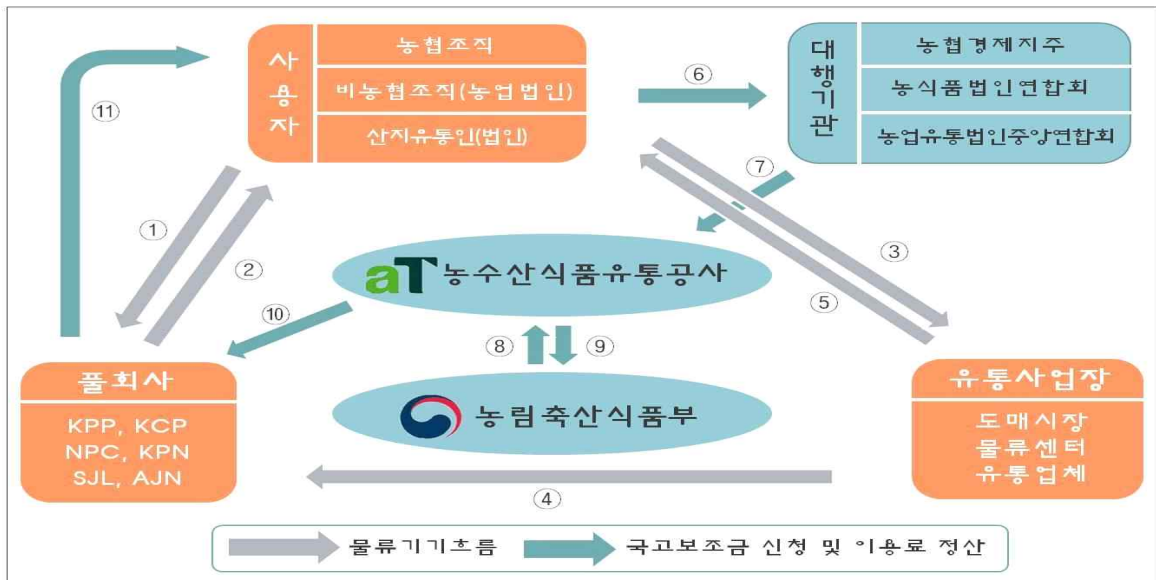 사용자
농협조직
비농협조직(농업법인)
산지유통인(법인)
⑥
대행기관
농협경제지주
농식품법인연합회
농업유통법인중앙연합회
⑪
⑦
①
②
③
⑤
aT 농수산식품유통공사
⑩
⑧
⑨
농림축산식품부
풀회사
KPP, KCP
NPC, KPN
SJL, AJN
유통사업장
도매시장
물류센터
유통업체
④
물류기기흐름
국고보조금 신청 및 이용료 정산